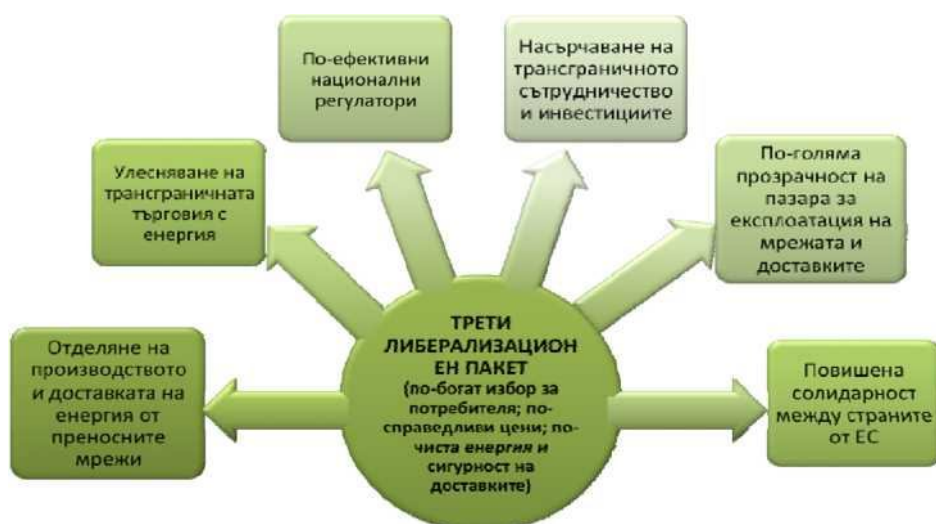 По-ефективни
национални
регулатори
Насърчаване на
трансграничното
сътрудничество
и инвестициите
Улесняване на
трансграничната
търговия с
енергия
По-голяма
прозрачност на
пазара за
експлоатация на
мрежата и
доставките
Отделяне на
производството
и доставката на
енергия от
преносните
мрежи
ТРЕТИ
ЛИБЕРАЛИЗАЦИОН
ЕН ПАКЕТ
(по-богат избор за
потребителя; по-
справедливи цени; по-
чиста енергия и
сигурност на
доставките)
Повишена
солидарност
между страните
от ЕС